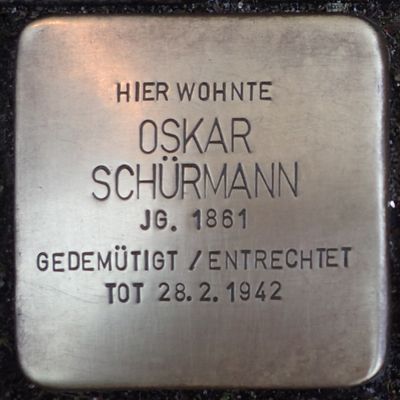 HIER WOHNTE
OSKAR
SCHÜRMANN
JG. 1861
GEDEMÜTIGT / ENTRECHTET
TOT 28.2.1942